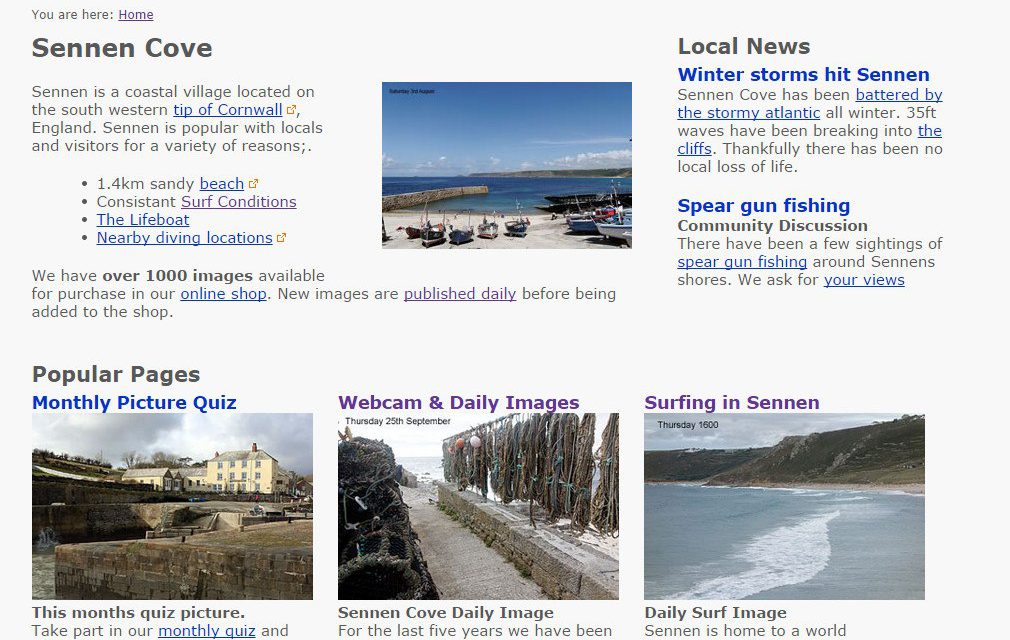 You are here: Home
Sennen Cove
Sennen is a coastal village located on
the south western tip of Cornwall,
England. Sennen is popular with locals
and visitors for a variety of reasons;.
• 1.4km sandy beach
• Consistant Surf Conditions
• The Lifeboat
• Nearby diving locations
We have over 1000 images available
for purchase in our online shop. New images are published daily before being
added to the shop.
Saturday 3rd August
Local News
Winter storms hit Sennen
Sennen Cove has been battered by
the stormy atlantic all winter. 35ft
waves have been breaking into the
cliffs. Thankfully there has been no
local loss of life.
Spear gun fishing
Community Discussion
There have been a few sightings of
spear gun fishing around Sennens
shores. We ask for your views
Popular Pages
Monthly Picture Quiz
This months quiz picture.
Take part in our monthly quiz and
Webcam & Daily Images
Thursday 25th September
Sennen Cove Daily Image
For the last five years we have been
Surfing in Sennen
Thursday 1600
Daily Surf Image
Sennen is home to a world